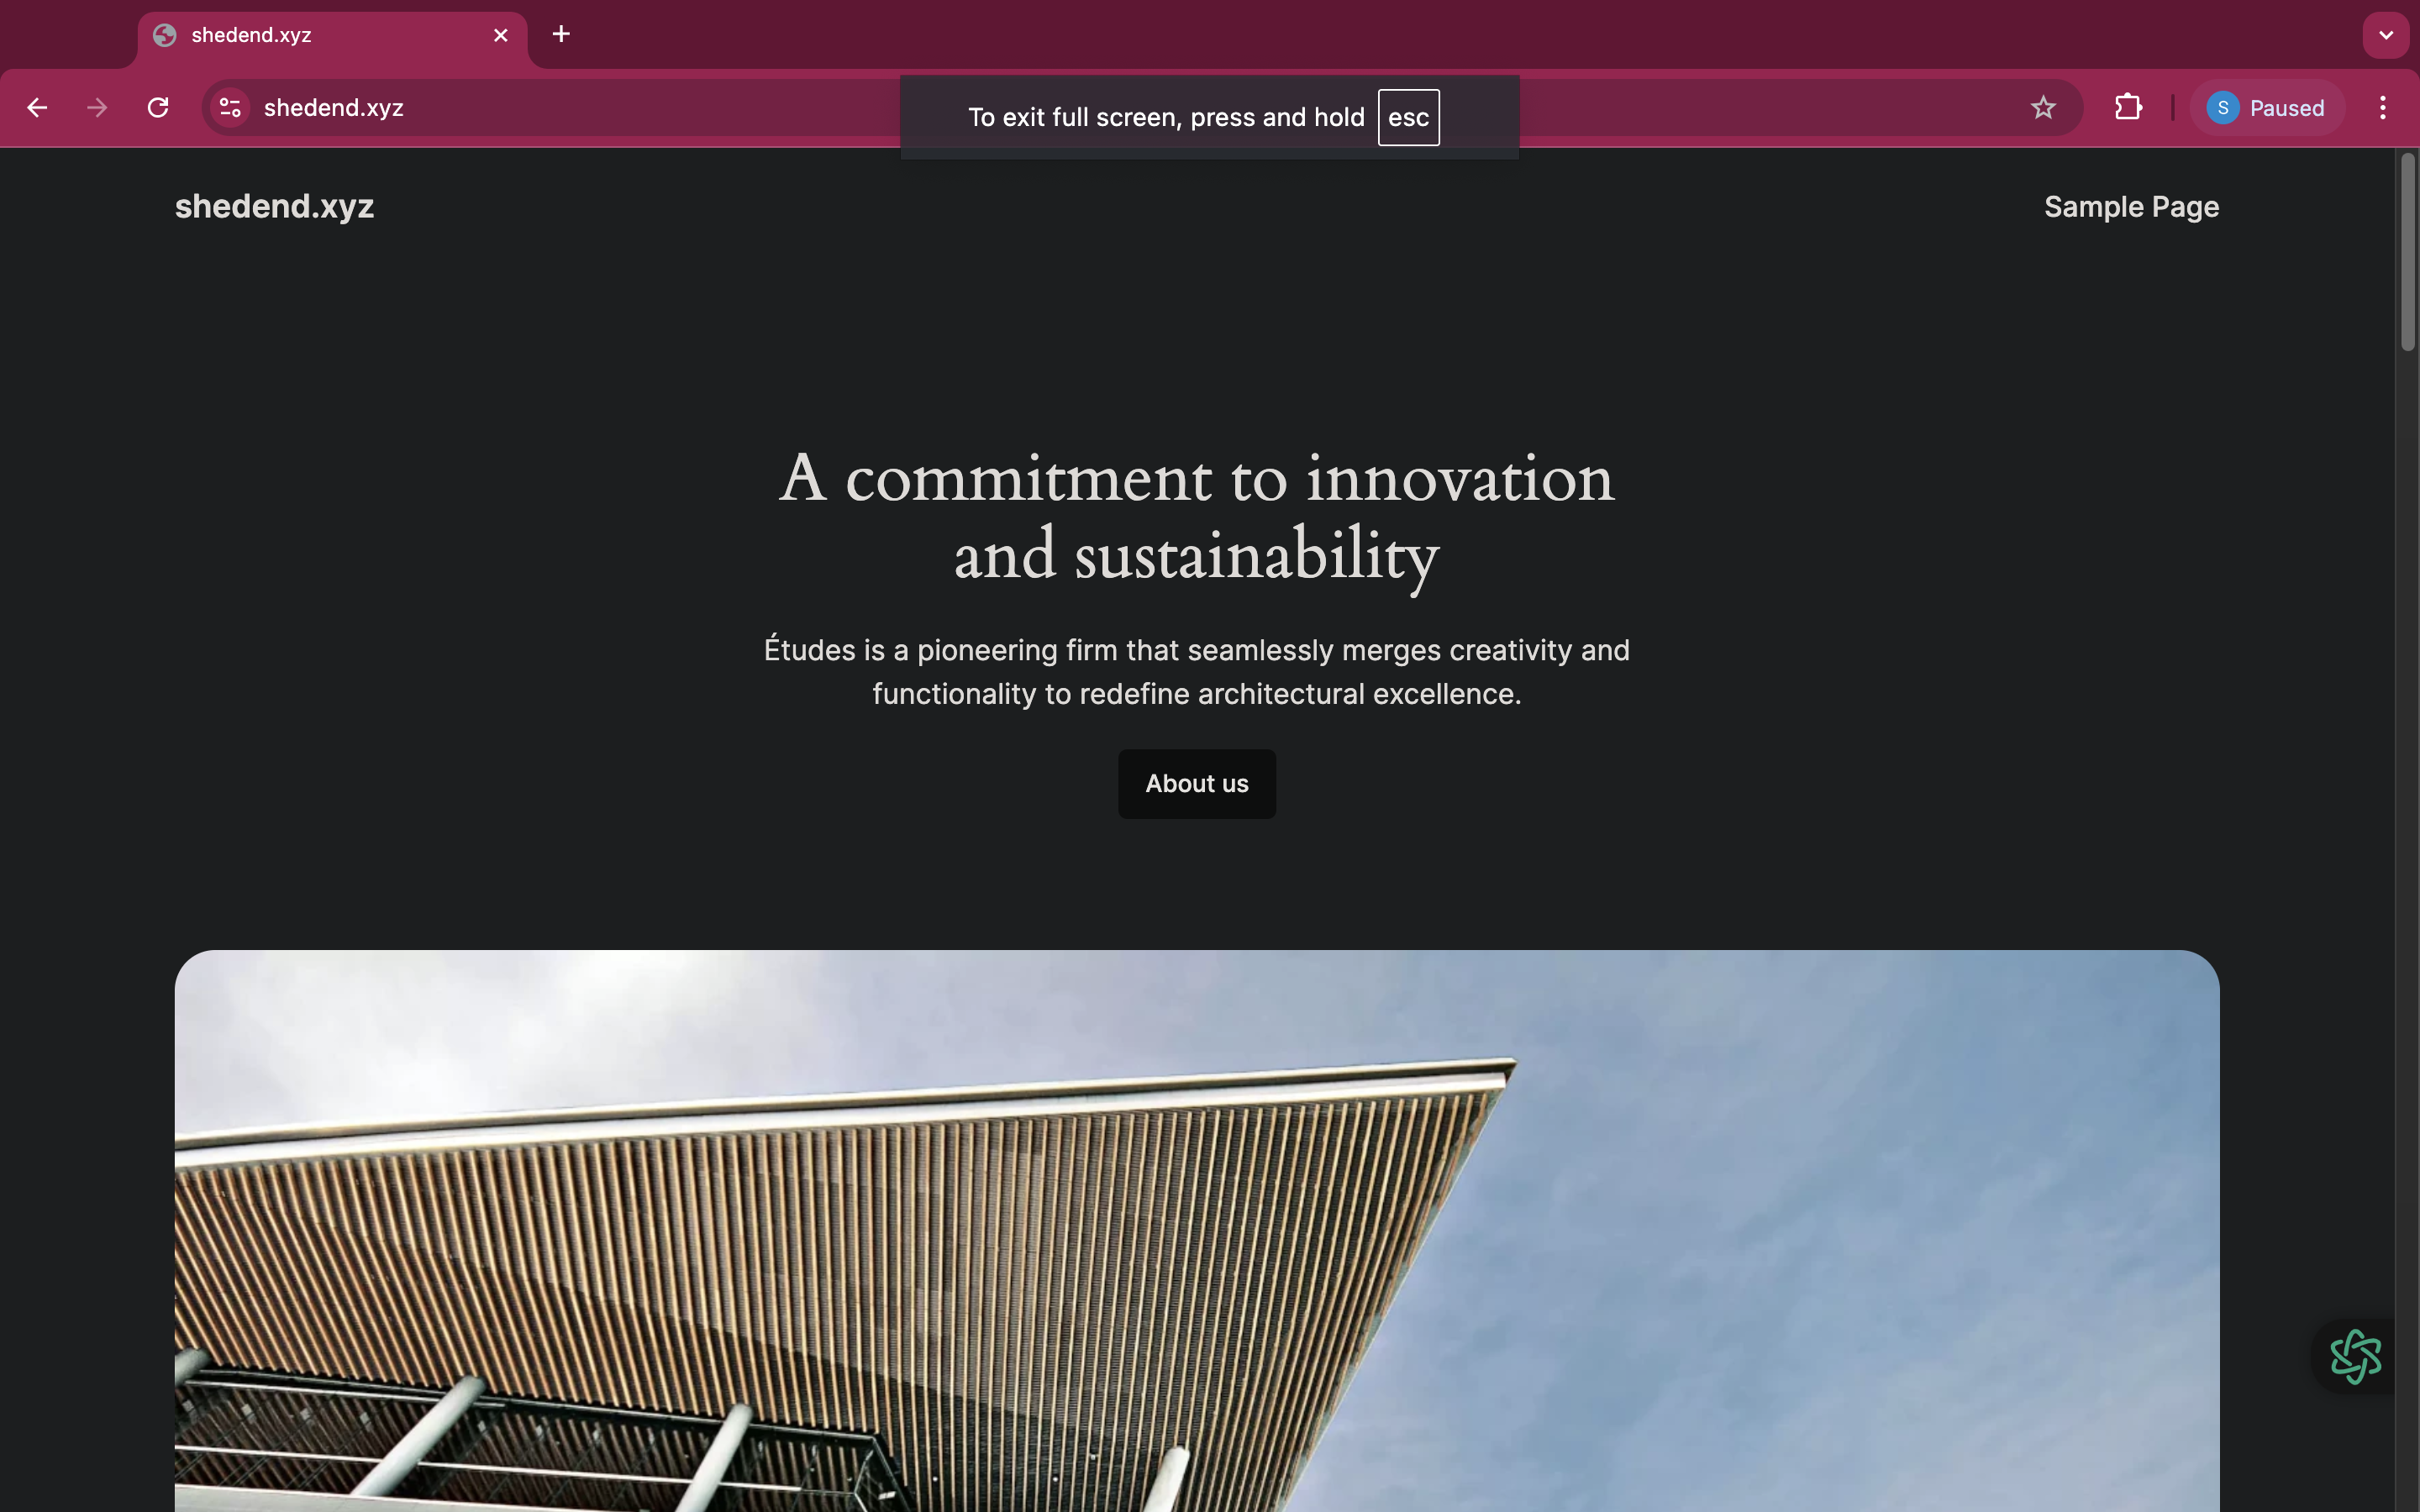 shedend.xyz
shedend.xyz
S Paused
To exit full screen, press and hold esc
shedend.xyz
Sample Page
A commitment to innovation
and sustainability
Études is a pioneering firm that seamlessly merges creativity and
functionality to redefine architectural excellence.
About us